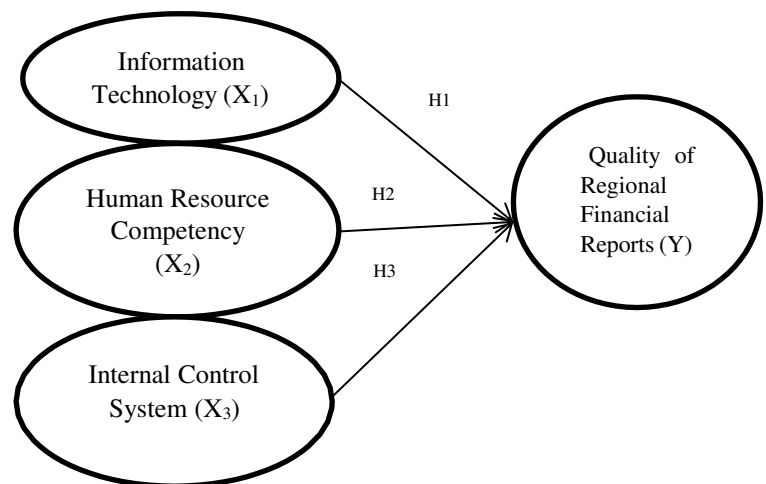 Information
Technology (X₁)
H1
Human Resource
Competency
(X₂)
H2
Quality of
Regional
Financial
Reports (Y)
H3
Internal Control
System (X₃)